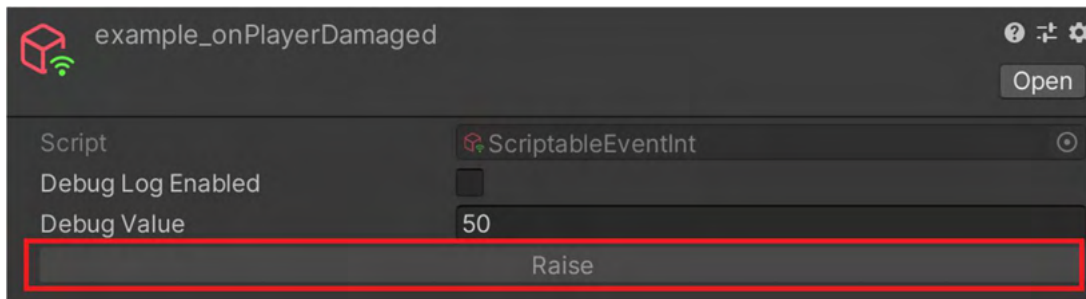 example_onPlayerDamaged
Open
Script ScriptableEventInt
Debug Log Enabled
Debug Value 50
Raise